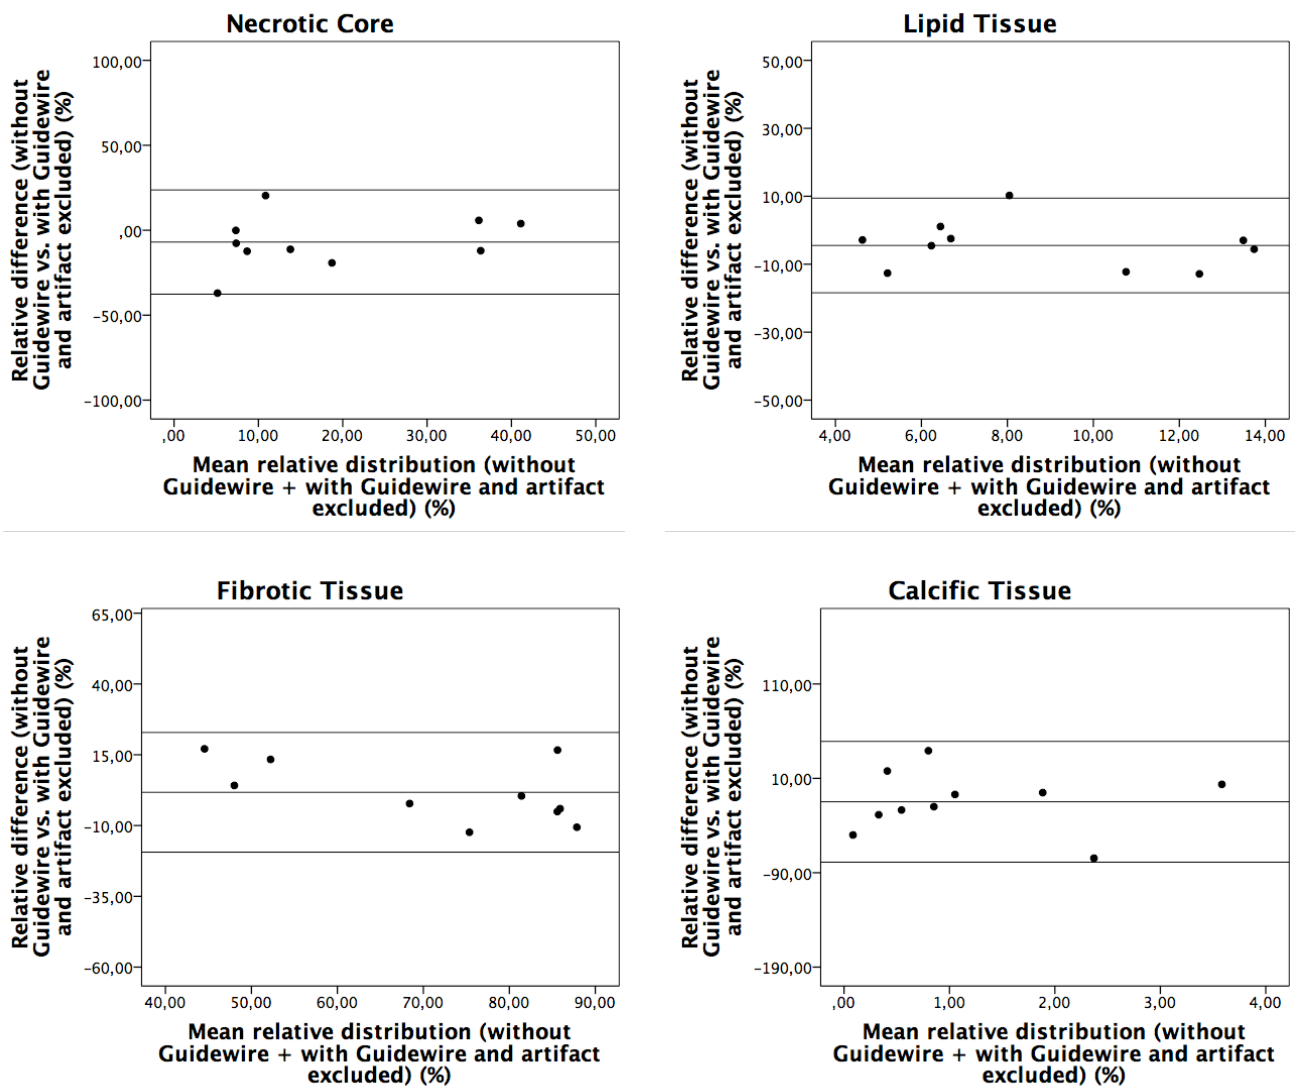 Necrotic Core
Relative difference (without
Guidewire vs. with Guidewire
and artifact excluded) (%)
100,00
50,00
,00
-50,00
-100,00
,00
10,00
20,00
30,00
40,00
50,00
Mean relative distribution (without
Guidewire + with Guidewire and artifact
excluded) (%)
Lipid Tissue
Relative difference (without
Guidewire vs. with Guidewire
and artifact excluded) (%)
50,00
30,00
10,00
-10,00
-30,00
-50,00
4,00
6,00
8,00
10,00
12,00
14,00
Mean relative distribution (without
Guidewire + with Guidewire and artifact
excluded) (%)
Fibrotic Tissue
Relative difference (without
Guidewire vs. with Guidewire
and artifact excluded) (%)
65,00
40,00
15,00
-10,00
-35,00
-60,00
40,00
50,00
60,00
70,00
80,00
90,00
Mean relative distribution (without
Guidewire + with Guidewire and artifact
excluded) (%)
Calcific Tissue
Relative difference (without
Guidewire vs. with Guidewire
and artifact excluded) (%)
110,00
10,00
-90,00
-190,00
,00
1,00
2,00
3,00
4,00
Mean relative distribution (without
Guidewire + with Guidewire and artifact
excluded) (%)